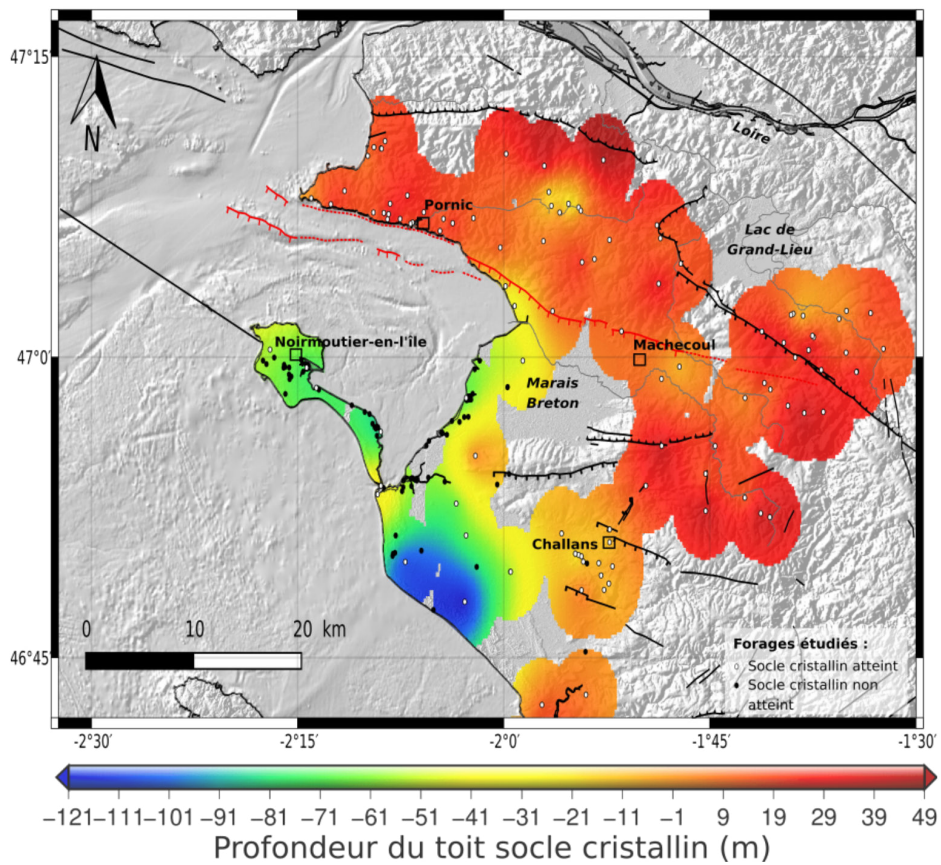 47°15'
N
Loire
Pornic
Lac de
Grand-Lieu
Noirmoutier-en-l'île
47°0'
Machecoul
Marais
Breton
Challans
0 10 20 km
Forages étudiés :
Socle cristallin atteint
Socle cristallin non
atteint
46°45'
-2°30' -2°15' -2°0' -1°45' -1°30'
−121 −111 −101 −91 −81 −71 −61 −51 −41 −31 −21 −11 −1 9 19 29 39 49
Profondeur du toit socle cristallin (m)